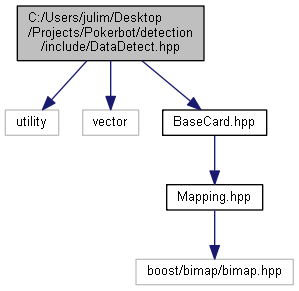 C:/Users/julim/Desktop
/Projects/Pokerbot/detection
/include/DataDetect.hpp
utility
vector
BaseCard.hpp
Mapping.hpp
boost/bimap/bimap.hpp